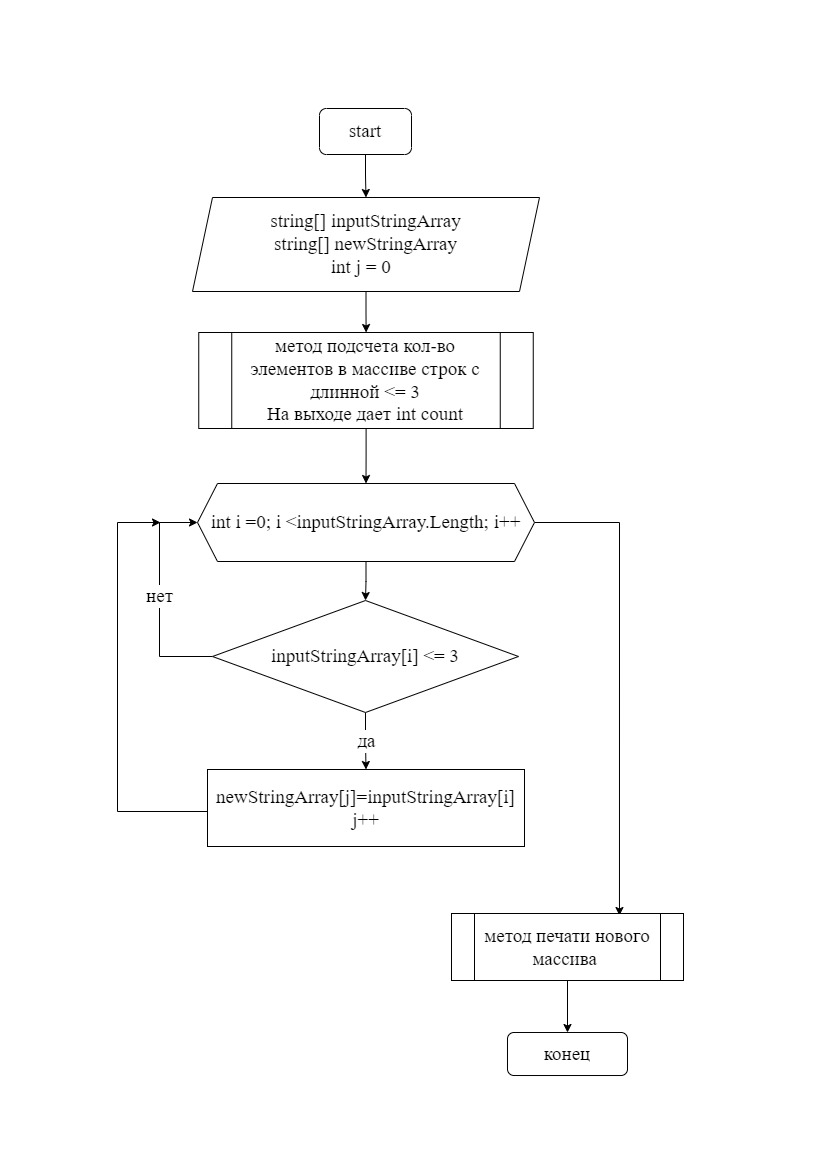 start
string[] inputStringArray
string[] newStringArray
int j = 0
метод подсчета кол-во
элементов в массиве строк с
длинной <= 3
На выходе дает int count
int i =0; i <inputStringArray.Length; i++
нет
inputStringArray[i] <= 3
да
newStringArray[j]=inputStringArray[i]
j++
метод печати нового
массива
конец